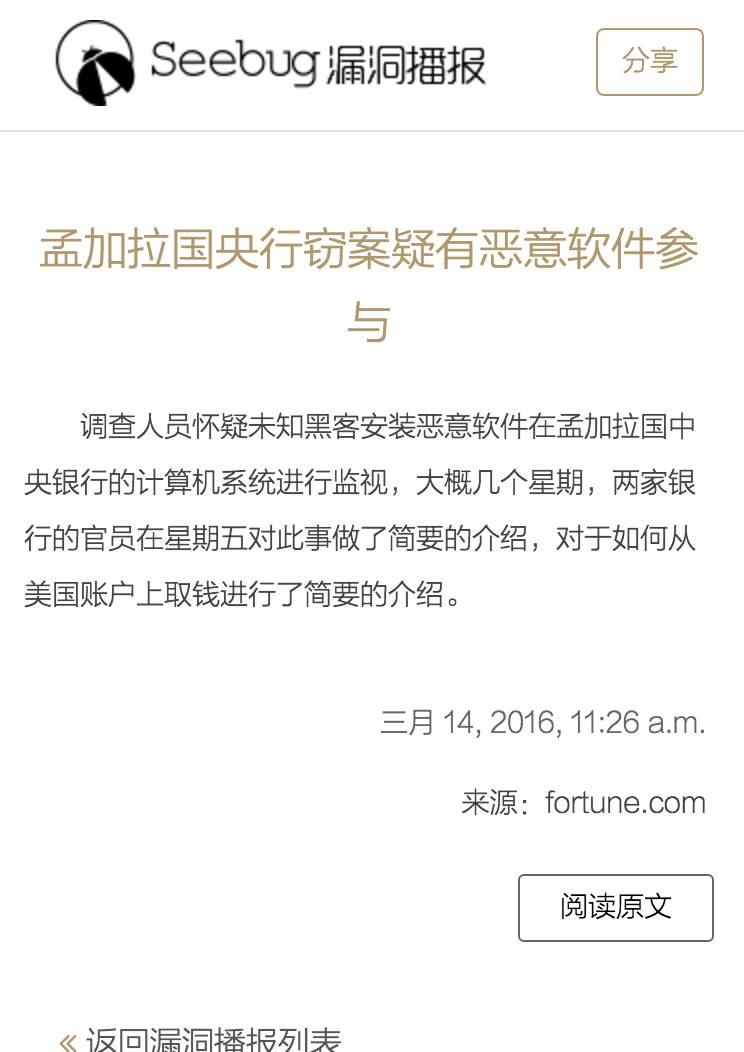 Seebug 漏洞播报
分享
孟加拉国央行窃案疑有恶意软件参
与
调查人员怀疑未知黑客安装恶意软件在孟加拉国中
央银行的计算机系统进行监视，大概几个星期，两家银
行的官员在星期五对此事做了简要的介绍，对于如何从
美国账户上取钱进行了简要的介绍。
三月 14, 2016, 11:26 a.m.
来源：fortune.com
阅读原文
« 返回漏洞播报列表